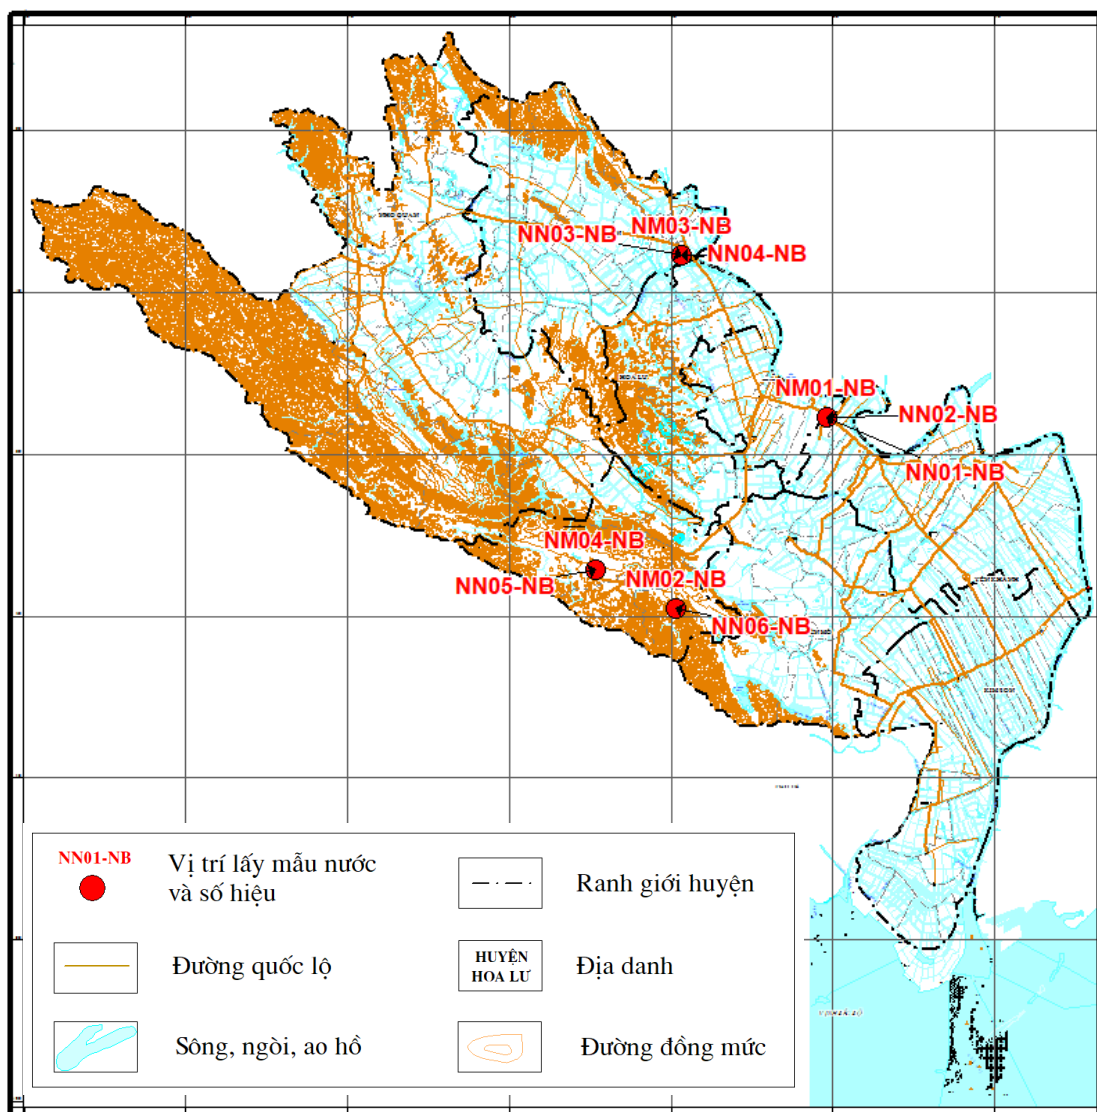 NM03-NB
NN03-NB
NN04-NB
HOA LƯ
NM01-NB
NN02-NB
NN01-NB
NM04-NB
NM02-NB
NN05-NB
NN06-NB
NN01-NB
Vị trí lấy mẫu nước
và số hiệu
Ranh giới huyện
Đường quốc lộ
HUYỆN
HOA LƯ
Địa danh
Sông, ngòi, ao hồ
Đường đồng mức